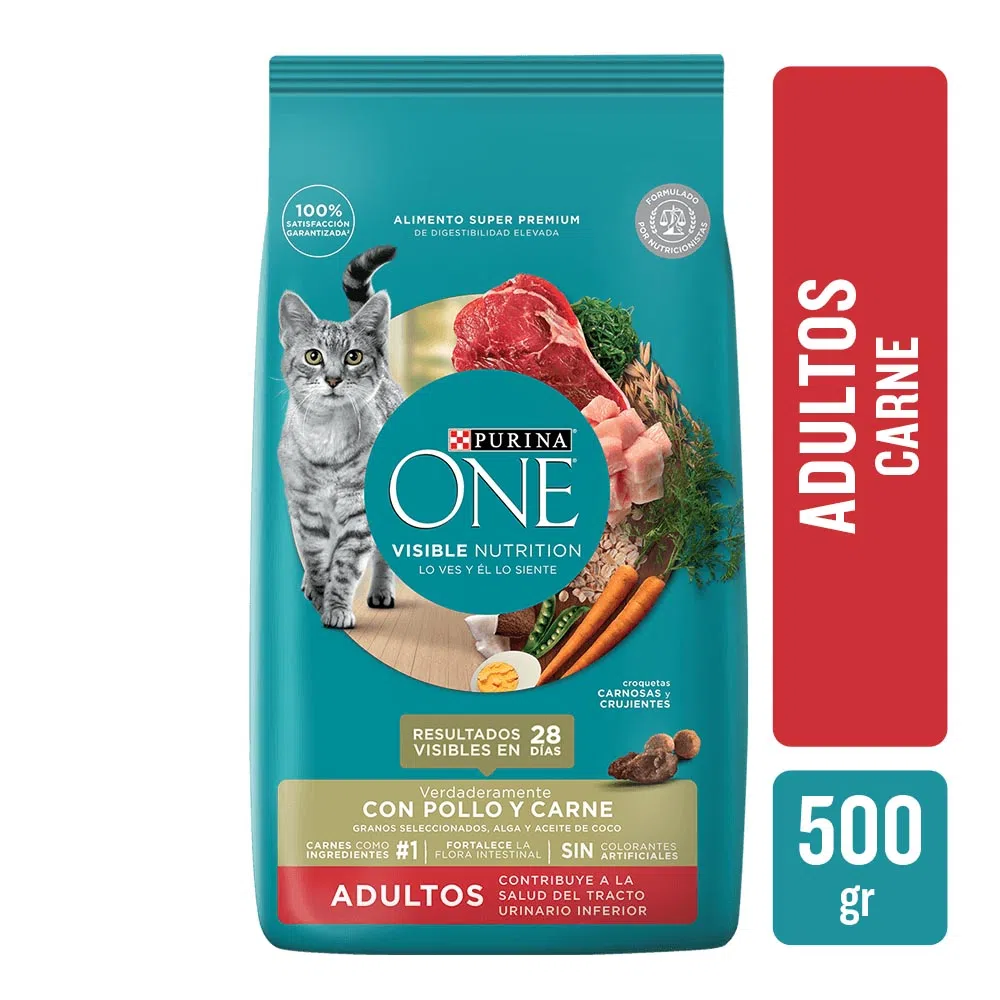 100%
SATISFACCIÓN
GARANTIZADA²
ALIMENTO SUPER PREMIUM
DE DIGESTIBILIDAD ELEVADA
FORMULADO
POR NUTRICIONISTAS
PURINA®
ONE®
VISIBLE NUTRITION
LO VES Y ÉL LO SIENTE
croquetas
CARNOSAS y
CRUJIENTES
RESULTADOS
VISIBLES EN 28
DÍAS
Verdaderamente
CON POLLO Y CARNE
GRANOS SELECCIONADOS, ALGA Y ACEITE DE COCO
CARNES COMO
INGREDIENTES #1
FORTALECE LA
FLORA INTESTINAL
SIN COLORANTES
ARTIFICIALES
ADULTOS
CONTRIBUYE A LA
SALUD DEL TRACTO
URINARIO INFERIOR
ADULTOS
CARNE
500
gr